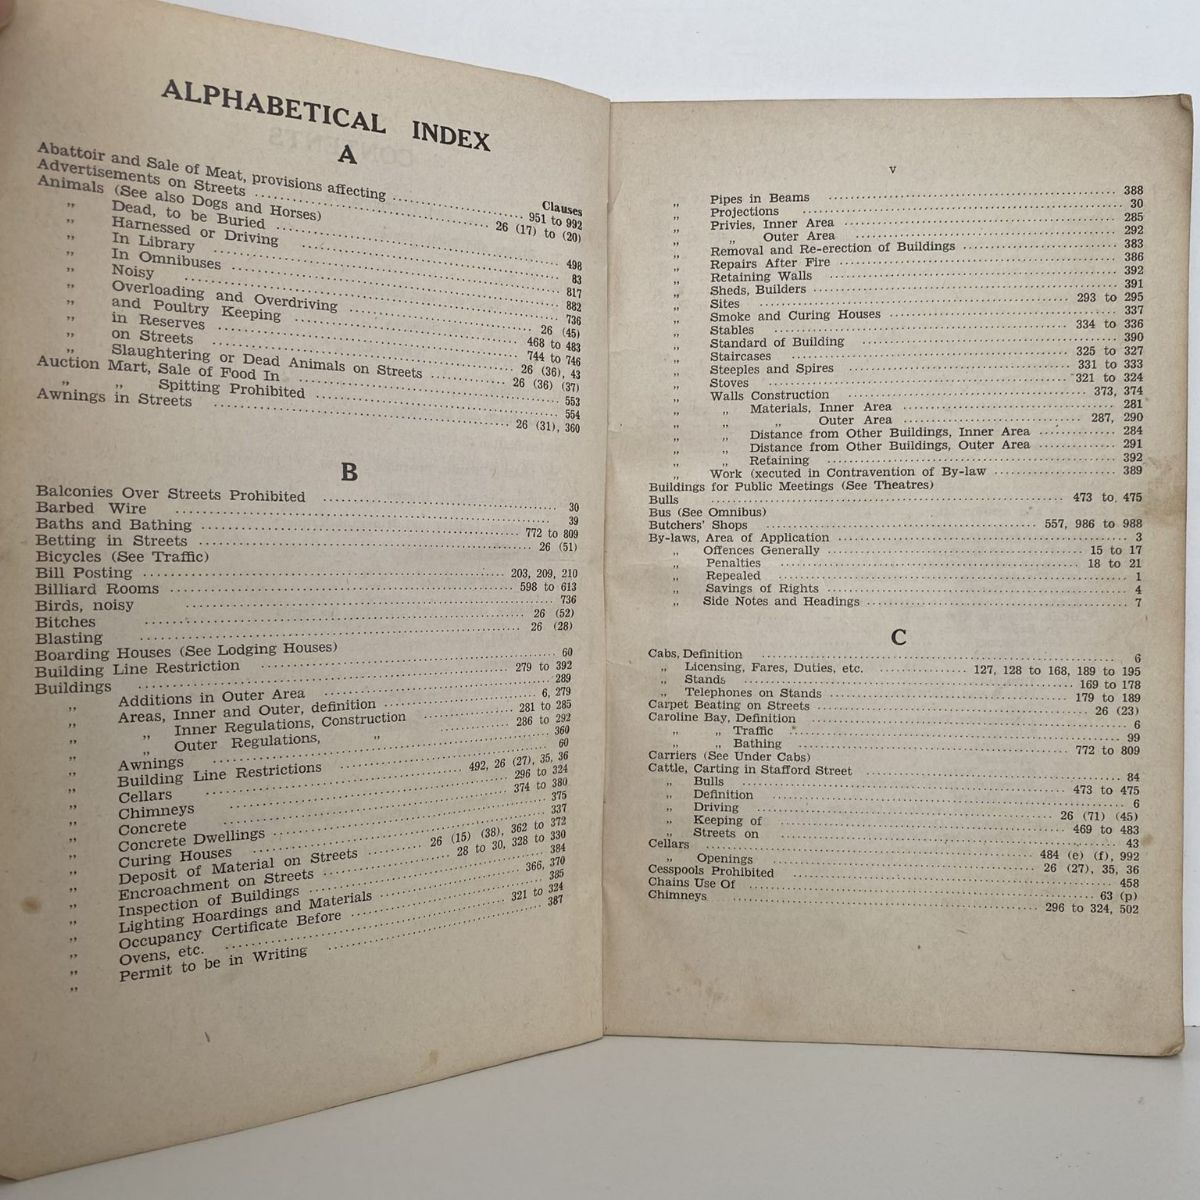 ALPHABETICAL INDEX
A
Clauses
Abattoir and Sale of Meat, provisions affecting 951 to 992
Advertisements on Streets 26 (17) to (20)
Animals (See also Dogs and Horses)
„ Dead, to be Buried 498
„ Harnessed or Driving 83
„ In Library 817
„ In Omnibuses 882
„ Noisy 736
„ Overloading and Overdriving 26 (45)
„ and Poultry Keeping 468 to 483
„ in Reserves 744 to 746
„ on Streets 26 (36), 43
„ Slaughtering or Dead Animals on Streets 26 (36) (37)
Auction Mart, Sale of Food In 553
„ „ Spitting Prohibited 554
Awnings in Streets 26 (31), 360
B
Balconies Over Streets Prohibited 30
Barbed Wire 39
Baths and Bathing 772 to 809
Betting in Streets 26 (51)
Bicycles (See Traffic)
Bill Posting 203, 209, 210
Billiard Rooms 598 to 613
Birds, noisy 736
Bitches 26 (52)
Blasting 26 (28)
Boarding Houses (See Lodging Houses)
Building Line Restriction 60
Buildings 279 to 392
„ Additions in Outer Area 289
„ Areas, Inner and Outer, definition 6, 279
„ „ Inner Regulations, Construction 281 to 285
„ „ Outer Regulations, „ 286 to 292
„ Awnings 360
„ Building Line Restrictions 60
„ Cellars 492, 26 (27), 35, 36
„ Chimneys 296 to 324
„ Concrete 374 to 380
„ Concrete Dwellings 375
„ Curing Houses 337
„ Deposit of Material on Streets 26 (15) (38), 362 to 372
„ Encroachment on Streets 28 to 30, 328 to 330
„ Inspection of Buildings 384
„ Lighting Hoardings and Materials 366, 370
„ Occupancy Certificate Before 385
„ Ovens, etc. 321 to 324
„ Permit to be in Writing 387
v
„ Pipes in Beams 388
„ Projections 30
„ Privies, Inner Area 285
„ „ Outer Area 292
„ Removal and Re-erection of Buildings 383
„ Repairs After Fire 386
„ Retaining Walls 392
„ Sheds, Builders 391
„ Sites 293 to 295
„ Smoke and Curing Houses 337
„ Stables 334 to 336
„ Standard of Building 390
„ Staircases 325 to 327
„ Steeples and Spires 331 to 333
„ Stoves 321 to 324
„ Walls Construction 373, 374
„ „ Materials, Inner Area 281
„ „ „ Outer Area 287, 290
„ „ Distance from Other Buildings, Inner Area 284
„ „ Distance from Other Buildings, Outer Area 291
„ „ Retaining 392
„ Work (xecuted in Contravention of By-law 389
Buildings for Public Meetings (See Theatres)
Bulls 473 to 475
Bus (See Omnibus)
Butchers' Shops 557, 986 to 988
By-laws, Area of Application 3
„ Offences Generally 15 to 17
„ Penalties 18 to 21
„ Repealed 1
„ Savings of Rights 4
„ Side Notes and Headings 7
C
Cabs, Definition 6
„ Licensing, Fares, Duties, etc. 127, 128 to 168, 189 to 195
„ Stands 169 to 178
„ Telephones on Stands 179 to 189
Carpet Beating on Streets 26 (23)
Caroline Bay, Definition 6
„ „ Traffic 99
„ „ Bathing 772 to 809
Carriers (See Under Cabs)
Cattle, Carting in Stafford Street 84
„ Bulls 473 to 475
„ Definition 6
„ Driving 26 (71) (45)
„ Keeping of 469 to 483
„ Streets on 43
Cellars 484 (e) (f), 992
„ Openings 26 (27), 35, 36
Cesspools Prohibited 458
Chains Use Of 63 (p)
Chimneys 296 to 324, 502